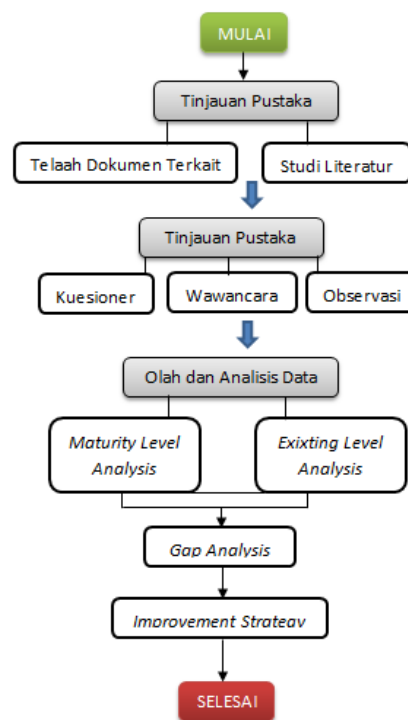 MULAI
Tinjauan Pustaka
Telaah Dokumen Terkait
Studi Literatur
Tinjauan Pustaka
Kuesioner
Wawancara
Observasi
Olah dan Analisis Data
Maturity Level
Analysis
Exixting Level
Analysis
Gap Analysis
Improvement Strategy
SELESAI